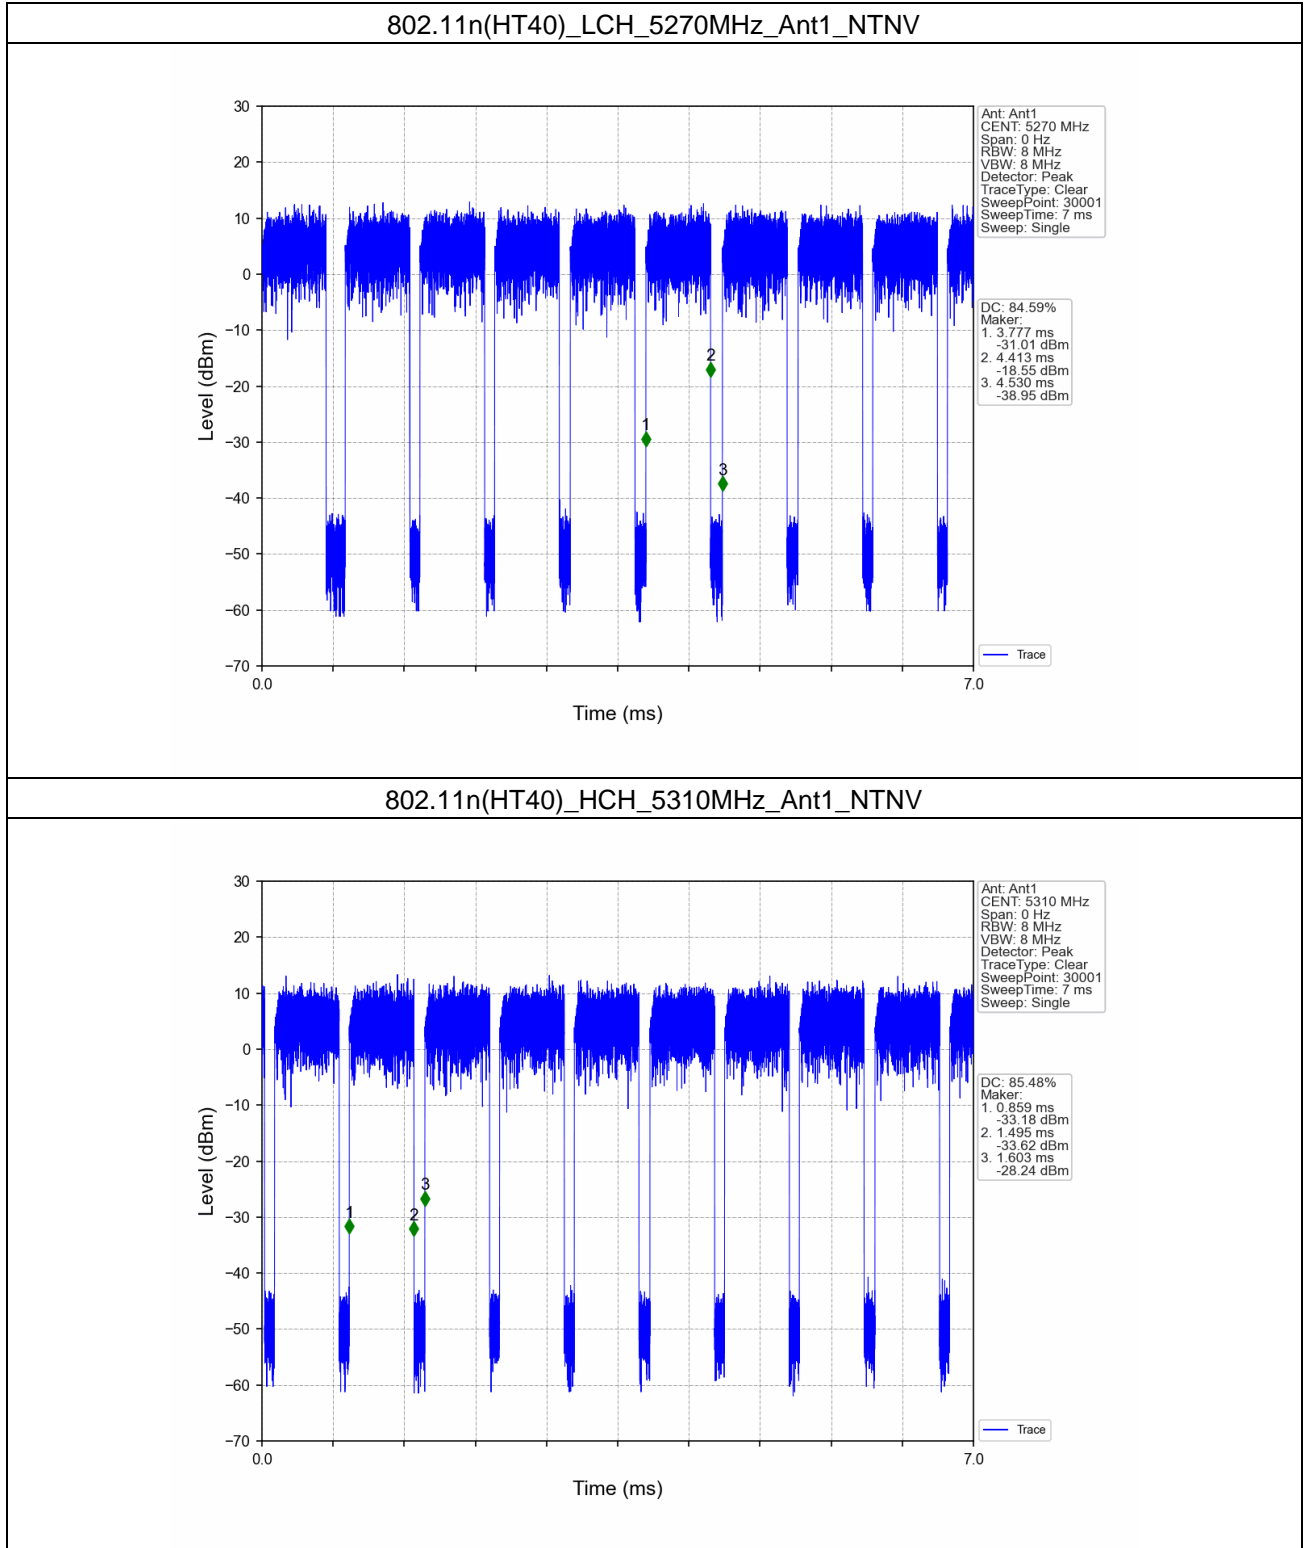 802.11n(HT40)_LCH_5270MHz_Ant1_NTNV
30
20
10
0
−10
−20
−30
−40
−50
−60
−70
Level (dBm)
0.0
7.0
Time (ms)
1
2
3
Ant: Ant1
CENT: 5270 MHz
Span: 0 Hz
RBW: 8 MHz
VBW: 8 MHz
Detector: Peak
TraceType: Clear
SweepPoint: 30001
SweepTime: 7 ms
Sweep: Single
DC: 84.59%
Maker:
1. 3.777 ms
-31.01 dBm
2. 4.413 ms
-18.55 dBm
3. 4.530 ms
-38.95 dBm
Trace
802.11n(HT40)_HCH_5310MHz_Ant1_NTNV
30
20
10
0
−10
−20
−30
−40
−50
−60
−70
Level (dBm)
0.0
7.0
Time (ms)
1
2
3
Ant: Ant1
CENT: 5310 MHz
Span: 0 Hz
RBW: 8 MHz
VBW: 8 MHz
Detector: Peak
TraceType: Clear
SweepPoint: 30001
SweepTime: 7 ms
Sweep: Single
DC: 85.48%
Maker:
1. 0.859 ms
-33.18 dBm
2. 1.495 ms
-33.62 dBm
3. 1.603 ms
-28.24 dBm
Trace